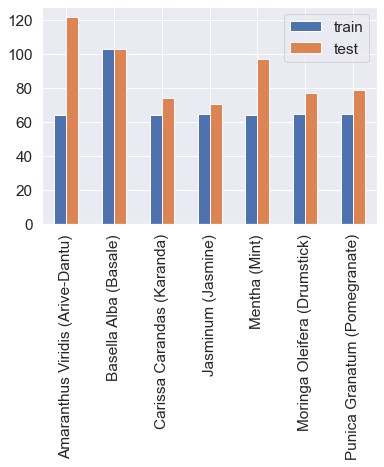 120
100
80
60
40
20
0
train
test
Amaranthus Viridis (Arive-Dantu)
Basella Alba (Basale)
Carissa Carandas (Karanda)
Jasminum (Jasmine)
Mentha (Mint)
Moringa Oleifera (Drumstick)
Punica Granatum (Pomegranate)